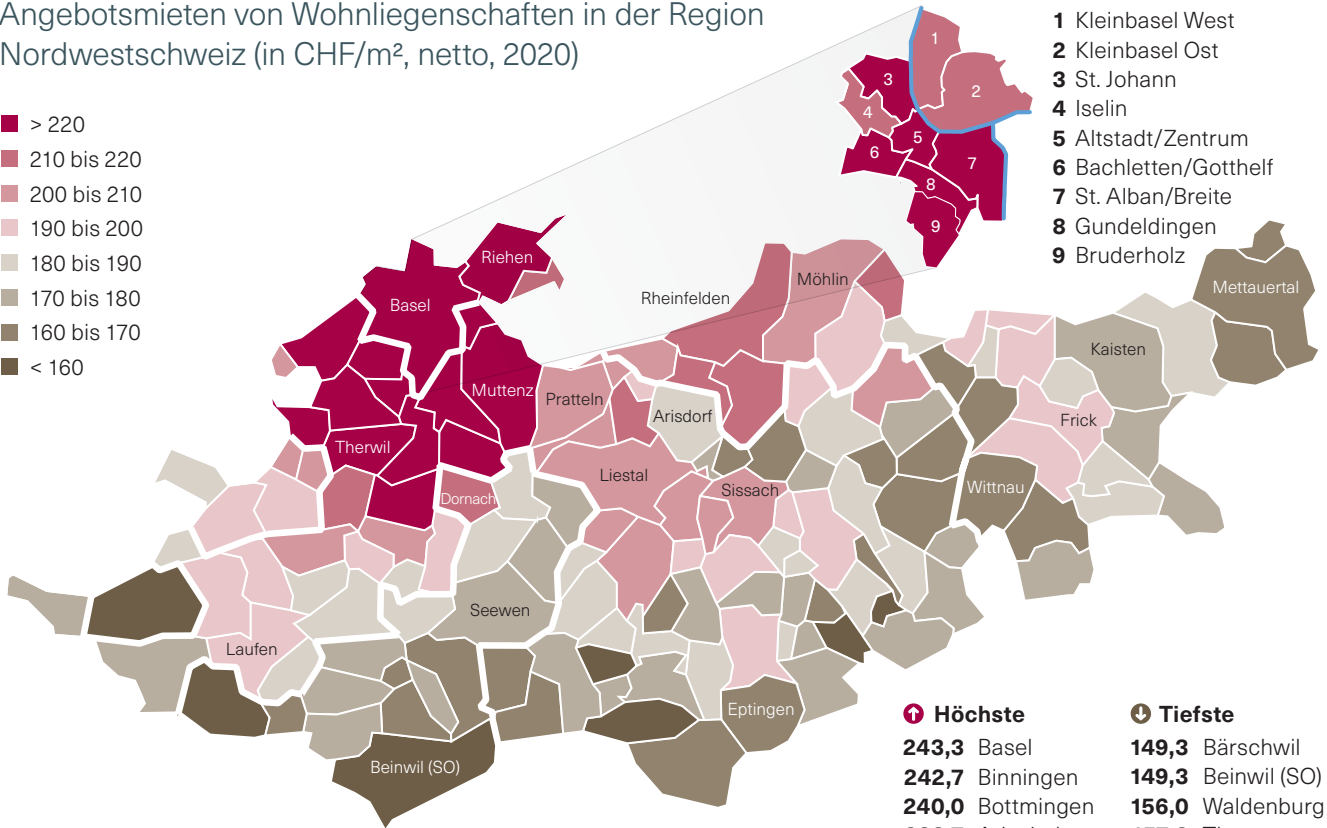 Angebotsmieten von Wohnliegenschaften in der Region
Nordwestschweiz (in CHF/m², netto, 2020)
> 220
210 bis 220
200 bis 210
190 bis 200
180 bis 190
170 bis 180
160 bis 170
< 160
1 Kleinbasel West
2 Kleinbasel Ost
3 St. Johann
4 Iselin
5 Altstadt/Zentrum
6 Bachletten/Gotthelf
7 St. Alban/Breite
8 Gundeldingen
9 Bruderholz
1
2
3
4
5
6
7
8
9
Riehen
Basel
Rheinfelden
Möhlin
Mettauertal
Kaisten
Muttenz
Pratteln
Arisdorf
Frick
Therwil
Liestal
Sissach
Wittnau
Dornach
Seewen
Laufen
Eptingen
Beinwil (SO)
Höchste
243,3 Basel
242,7 Binningen
240,0 Bottmingen
Tiefste
149,3 Bärschwil
149,3 Beinwil (SO)
156,0 Waldenburg